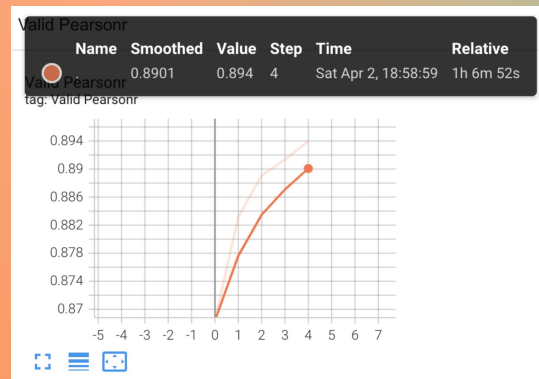 Valid Pearsonr
Name Smoothed Value Step Time Relative
. 0.8901 0.894 4 Sat Apr 2, 18:58:59 1h 6m 52s
Valid Pearsonr
tag: Valid Pearsonr
0.894
0.89
0.886
0.882
0.878
0.874
0.87
-5 -4 -3 -2 -1 0 1 2 3 4 5 6 7